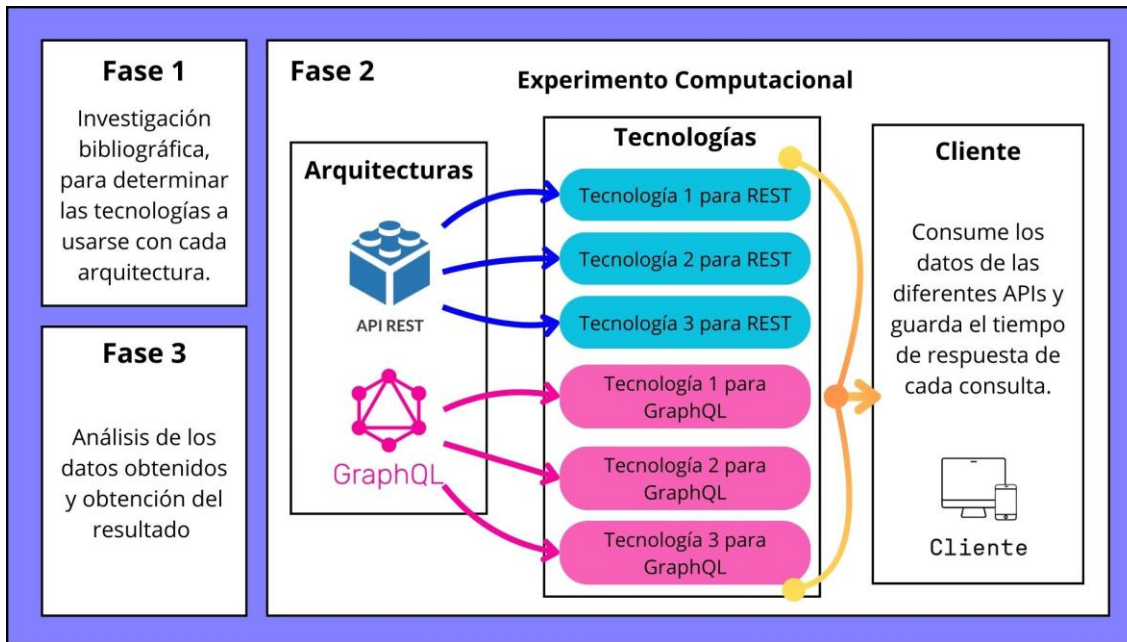 Fase 1
Investigación
bibliográfica,
para determinar
las tecnologías a
usarse con cada
arquitectura.
Fase 3
Análisis de los
datos obtenidos
y obtención del
resultado
Fase 2
Experimento Computacional
Arquitecturas
API REST
GraphQL
Tecnologías
Tecnología 1 para REST
Tecnología 2 para REST
Tecnología 3 para REST
Tecnología 1 para
GraphQL
Tecnología 2 para
GraphQL
Tecnología 3 para
GraphQL
Cliente
Consume los
datos de las
diferentes APIs y
guarda el tiempo
de respuesta de
cada consulta.
Cliente